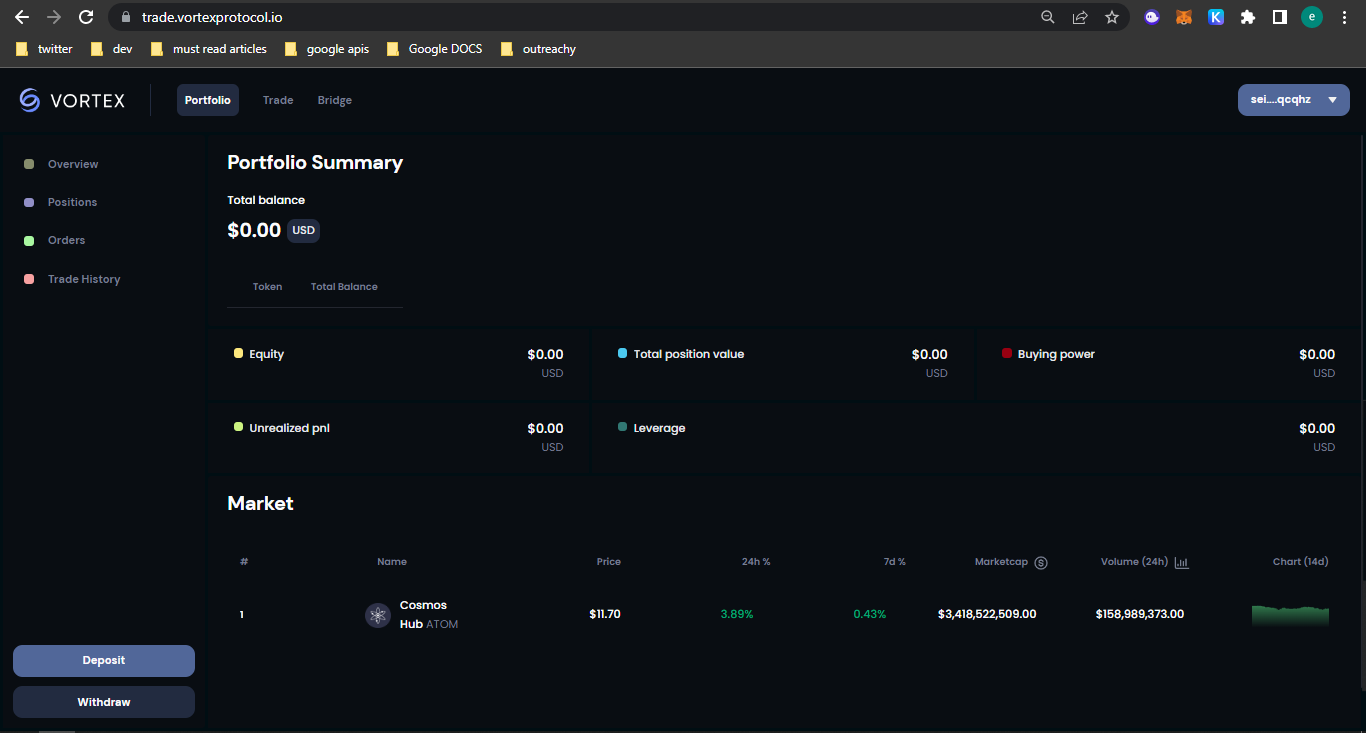 trade.vortexprotocol.io
e
twitter dev must read articles google apis Google DOCS outreachy
VORTEX Portfolio Trade Bridge sei....qcqhz
Overview
Positions
Orders
Trade History
Portfolio Summary
Total balance
$0.00 USD
Token Total Balance
Equity $0.00 USD
Total position value $0.00 USD
Buying power $0.00 USD
Unrealized pnl $0.00 USD
Leverage $0.00 USD
Market
# Name Price 24h % 7d % Marketcap Volume (24h) Chart (14d)
1 Cosmos Hub ATOM $11.70 3.89% 0.43% $3,418,522,509.00 $158,989,373.00
Deposit
Withdraw